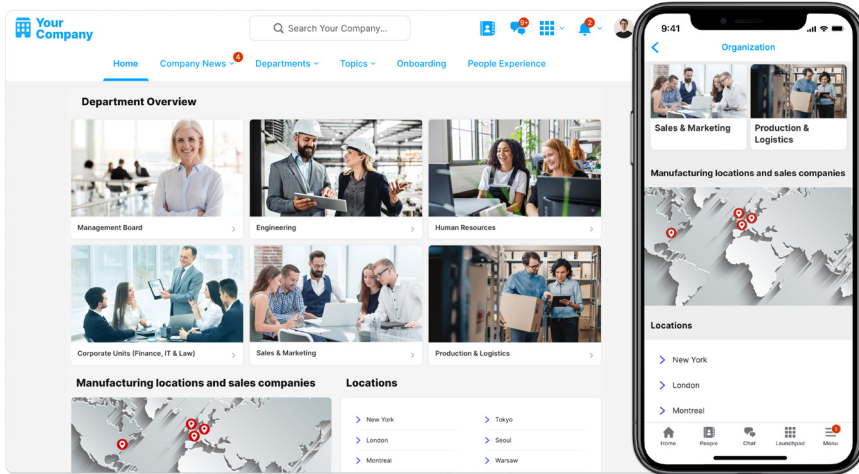 Your
Company
Search Your Company...
9+
2
Home
Company News
4
Departments
Topics
Onboarding
People Experience
Department Overview
Management Board
Engineering
Human Resources
Corporate Units (Finance, IT & Law)
Sales & Marketing
Production & Logistics
Manufacturing locations and sales companies
Locations
New York
Tokyo
London
Seoul
Montreal
Warsaw
9:41
Organization
Sales & Marketing
Production &
Logistics
Manufacturing locations and sales companies
Locations
New York
London
Montreal
Home
People
Chat
Launchpad
Menu
1